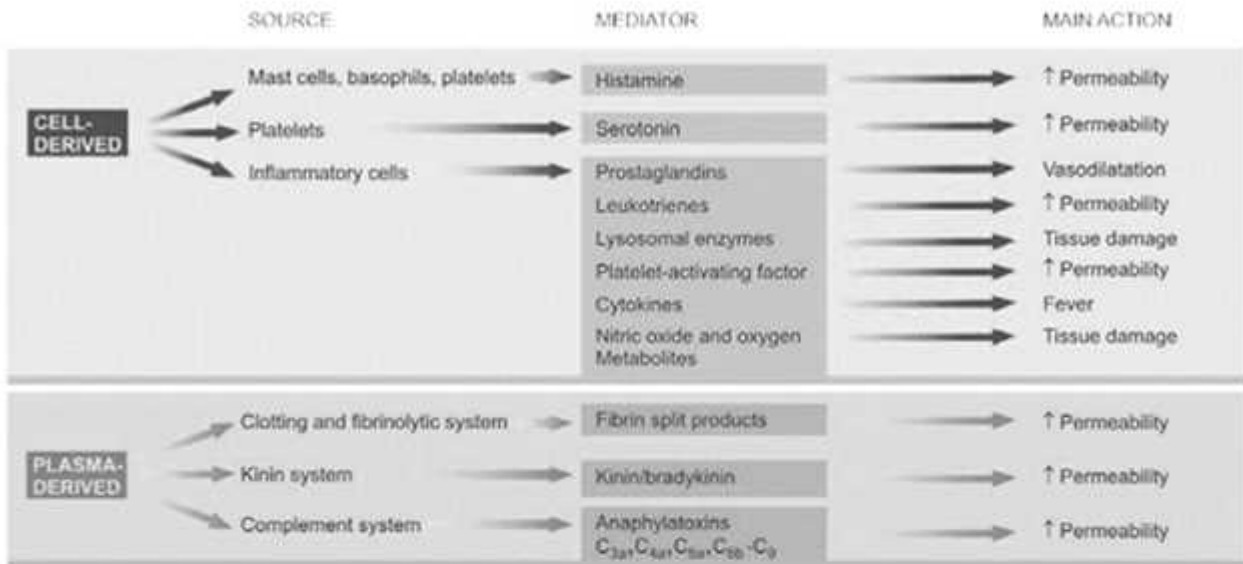 SOURCE MEDIATOR MAIN ACTION
CELL-
DERIVED
Mast cells, basophils, platelets Histamine ↑ Permeability
Platelets Serotonin ↑ Permeability
Inflammatory cells Prostaglandins Vasodilatation
Leukotrienes ↑ Permeability
Lysosomal enzymes Tissue damage
Platelet-activating factor ↑ Permeability
Cytokines Fever
Nitric oxide and oxygen Tissue damage
Metabolites
PLASMA-
DERIVED
Clotting and fibrinolytic system Fibrin split products ↑ Permeability
Kinin system Kinin/bradykinin ↑ Permeability
Complement system Anaphylatoxins ↑ Permeability
C3a,C4a,C5a,C5b-C9